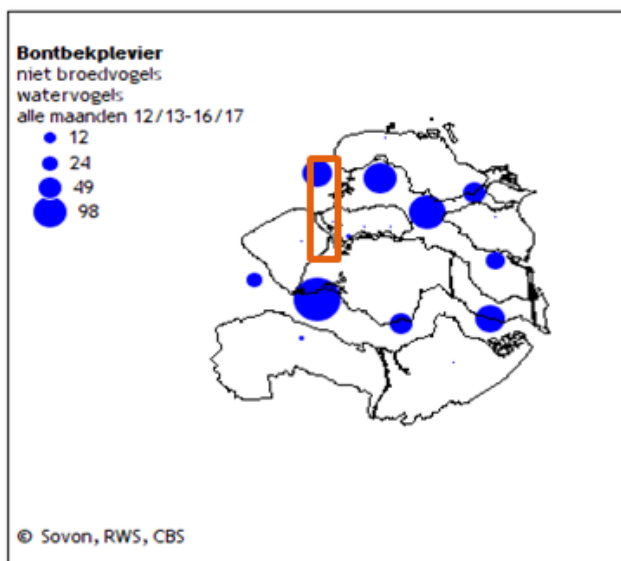 Bontbekplevier
niet broedvogels
watervogels
alle maanden 12/13-16/17
12
24
49
98
© Sovon, RWS, CBS